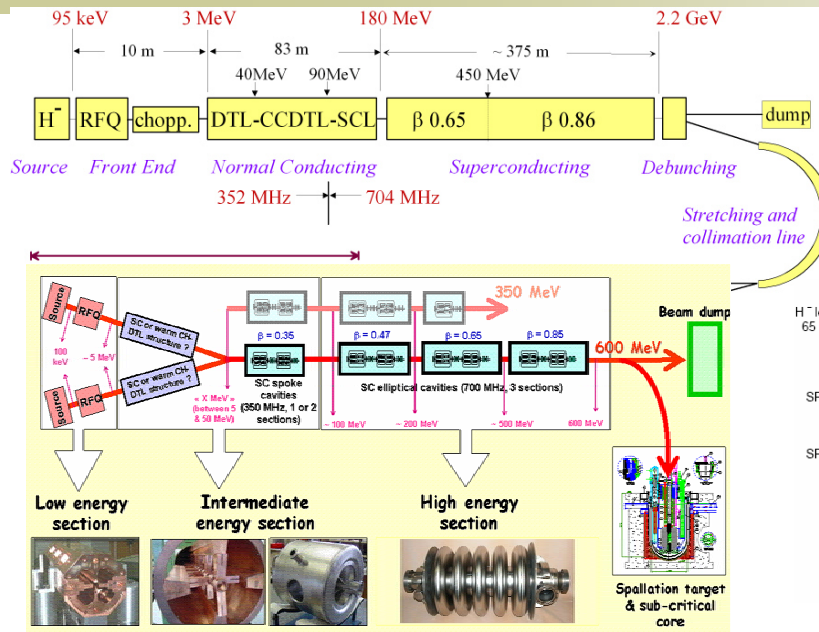 95 keV 3 MeV 180 MeV 2.2 GeV
10 m 83 m ~ 375 m
40MeV 90MeV 450 MeV
H- RFQ chopp. DTL-CCDTL-SCL β 0.65 β 0.86 dump
Source Front End Normal Conducting Superconducting Debunching
352 MHz 704 MHz
Stretching and
collimation line
350 MeV
Source RFQ
SC or warm CH-
DTL structure ?
β = 0.35 β = 0.47 β = 0.65 β = 0.85
100
keV
~ 5 MeV
600 MeV
Beam dump
H- 
65
Source RFQ
SC or warm CH-
DTL structure ?
« X MeV »
(between 5
& 50 MeV)
SC spoke
cavities
(350 MHz, 1 or 2
sections)
SC elliptical cavities (700 MHz, 3 sections)
~ 100 MeV ~ 200 MeV ~ 500 MeV 600 MeV
SP
SP
Low energy
section
Intermediate
energy section
High energy
section
Spallation target
& sub-critical
core